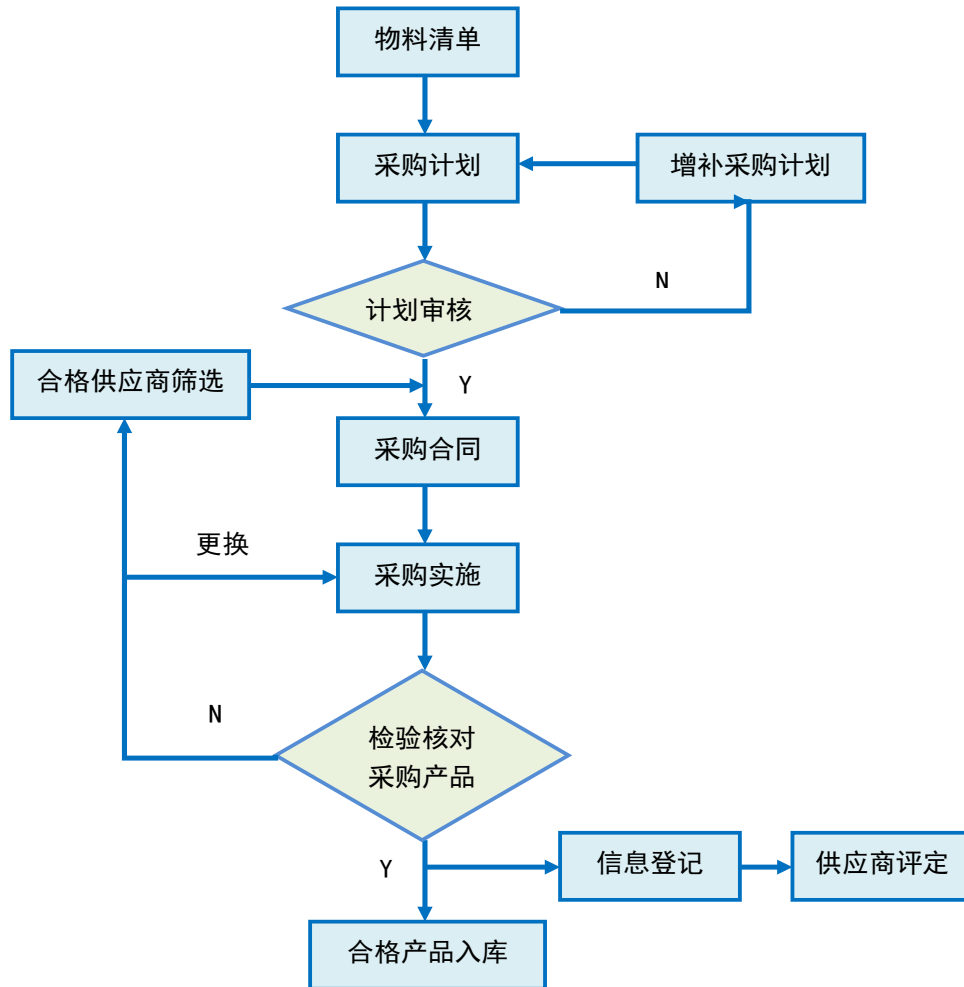 物料清单
采购计划
增补采购计划
计划审核
N
合格供应商筛选
Y
采购合同
更换
采购实施
N
检验核对
采购产品
Y
信息登记
供应商评定
合格产品入库